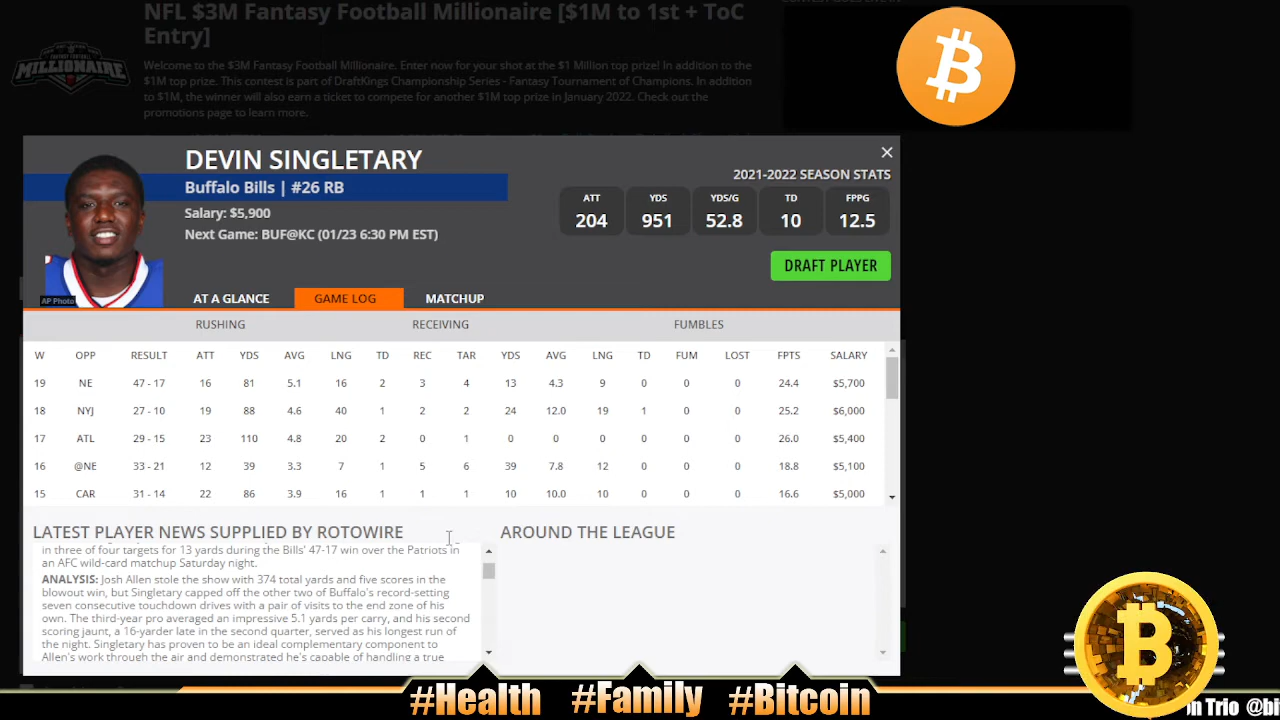 NFL $3M Fantasy Football Millionaire [$1M to 1st + ToC
Entry]
Welcome to the $3M Fantasy Football Millionaire. Enter now for your shot at the $1 Million top prize! In addition to the
$1M top prize. This contest is part of DraftKings Championship Series - Fantasy Tournament of Champions. In addition
to $1M, the winner will also earn a ticket to compete for another $1M top prize in January 2022. Check out the
promotions page to learn more.
FANTASY FOOTBALL
MILLIONAIRE
DEVIN SINGLETARY
Buffalo Bills | #26 RB
Salary: $5,900
Next Game: BUF@KC (01/23 6:30 PM EST)
AP Photo
2021-2022 SEASON STATS
ATT YDS YDS/G TD FPPG
204 951 52.8 10 12.5
DRAFT PLAYER
AT A GLANCE GAME LOG MATCHUP
RUSHING RECEIVING FUMBLES
W OPP RESULT ATT YDS AVG LNG TD REC TAR YDS AVG LNG TD FUM LOST FPTS SALARY
19 NE 47 - 17 16 81 5.1 16 2 3 4 13 4.3 9 0 0 0 24.4 $5,700
18 NYJ 27 - 10 19 88 4.6 40 1 2 2 24 12.0 19 1 0 0 25.2 $6,000
17 ATL 29 - 15 23 110 4.8 20 2 0 1 0 0 0 0 0 0 26.0 $5,400
16 @NE 33 - 21 12 39 3.3 7 1 5 6 39 7.8 12 0 0 0 18.8 $5,100
15 CAR 31 - 14 22 86 3.9 16 1 1 1 10 10.0 10 0 0 0 16.6 $5,000
LATEST PLAYER NEWS SUPPLIED BY ROTOWIRE
in three of four targets for 13 yards during the Bills' 47-17 win over the Patriots in
an AFC wild-card matchup Saturday night.
ANALYSIS: Josh Allen stole the show with 374 total yards and five scores in the
blowout win, but Singletary capped off the other two of Buffalo's record-setting
seven consecutive touchdown drives with a pair of visits to the end zone of his
own. The third-year pro averaged an impressive 5.1 yards per carry, and his second
scoring jaunt, a 16-yarder late in the second quarter, served as his longest run of
the night. Singletary has proven to be an ideal complementary component to
Allen's work through the air and demonstrated he's capable of handling a true
AROUND THE LEAGUE
#Health #Family #Bitcoin
n Trio @bi